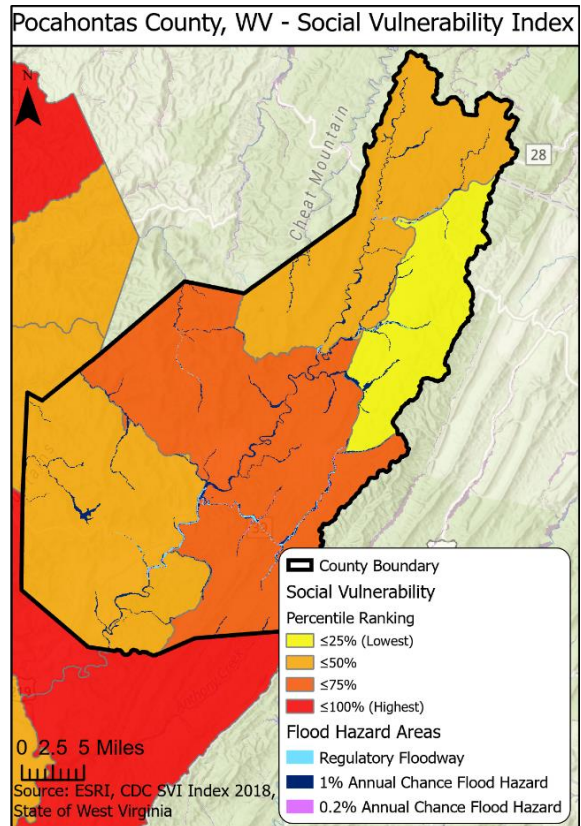 Pocahontas County, WV - Social Vulnerability Index
N
Cheat Mountain
28
39
County Boundary
Social Vulnerability
Percentile Ranking
≤25% (Lowest)
≤50%
≤75%
≤100% (Highest)
Flood Hazard Areas
Regulatory Floodway
1% Annual Chance Flood Hazard
0.2% Annual Chance Flood Hazard
0 2.5 5 Miles
Source: ESRI, CDC SVI Index 2018,
State of West Virginia